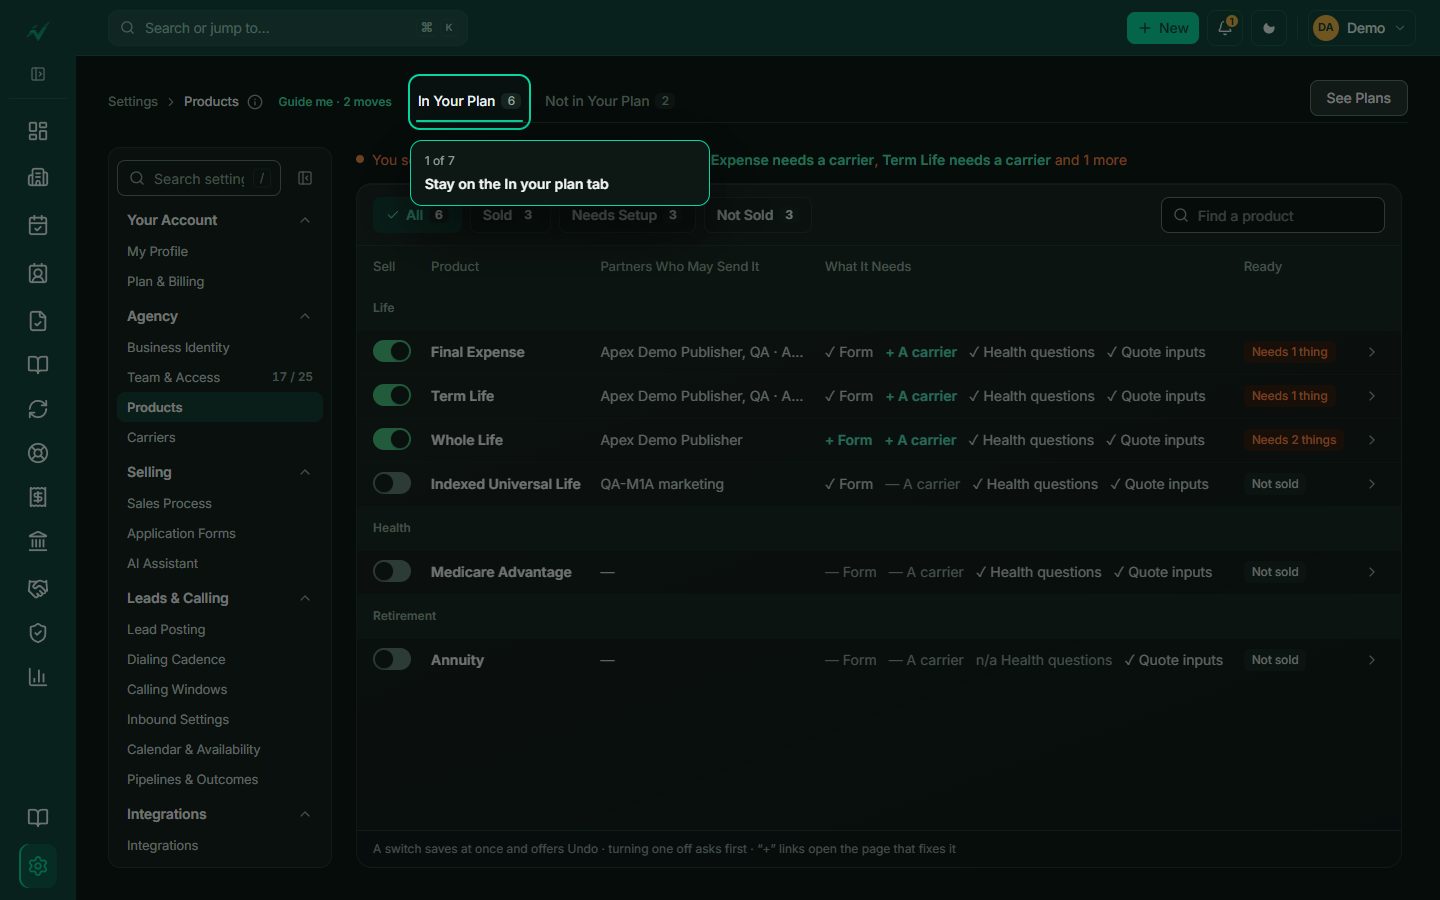 Search or jump to...
⌘ K
+ New
1
DA
Demo
Settings > Products
Guide me · 2 moves
In Your Plan 6
Not in Your Plan 2
See Plans
1 of 7
Stay on the In your plan tab
You s
Expense needs a carrier, Term Life needs a carrier and 1 more
Search setting
/
Your Account
My Profile
Plan & Billing
Agency
Business Identity
Team & Access 17 / 25
Products
Carriers
Selling
Sales Process
Application Forms
AI Assistant
Leads & Calling
Lead Posting
Dialing Cadence
Calling Windows
Inbound Settings
Calendar & Availability
Pipelines & Outcomes
Integrations
Integrations
✓ All 6
Sold 3
Needs Setup 3
Not Sold 3
Find a product
Sell Product Partners Who May Send It What It Needs Ready
Life
Final Expense Apex Demo Publisher, QA · A... ✓ Form + A carrier ✓ Health questions ✓ Quote inputs Needs 1 thing
Term Life Apex Demo Publisher, QA · A... ✓ Form + A carrier ✓ Health questions ✓ Quote inputs Needs 1 thing
Whole Life Apex Demo Publisher + Form + A carrier ✓ Health questions ✓ Quote inputs Needs 2 things
Indexed Universal Life QA-M1A marketing ✓ Form — A carrier ✓ Health questions ✓ Quote inputs Not sold
Health
Medicare Advantage — — Form — A carrier ✓ Health questions ✓ Quote inputs Not sold
Retirement
Annuity — — Form — A carrier n/a Health questions ✓ Quote inputs Not sold
A switch saves at once and offers Undo · turning one off asks first · “+” links open the page that fixes it